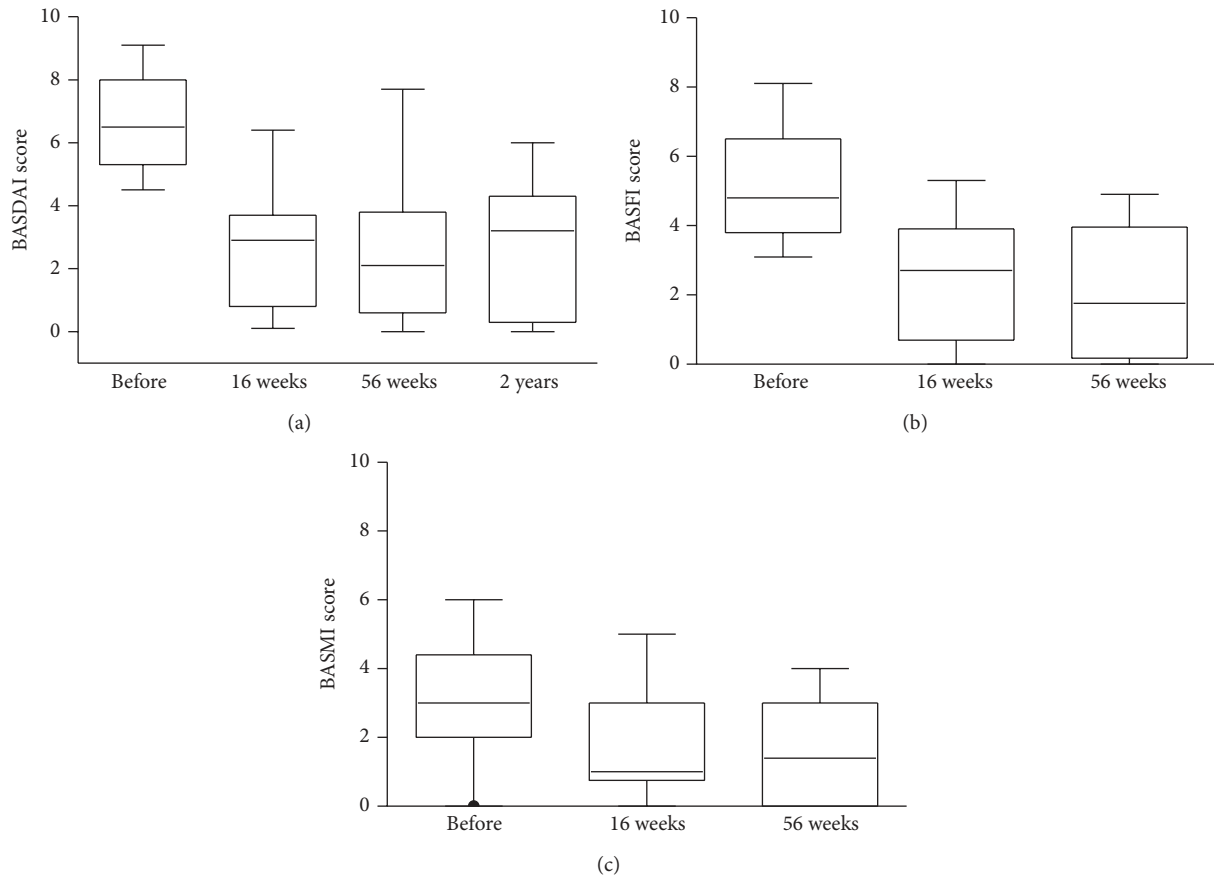 10
8
6
4
2
0
BASDAI score
Before
16 weeks
56 weeks
2 years
(a)
10
8
6
4
2
0
BASFI score
Before
16 weeks
56 weeks
(b)
10
8
6
4
2
0
BASMI score
Before
16 weeks
56 weeks
(c)